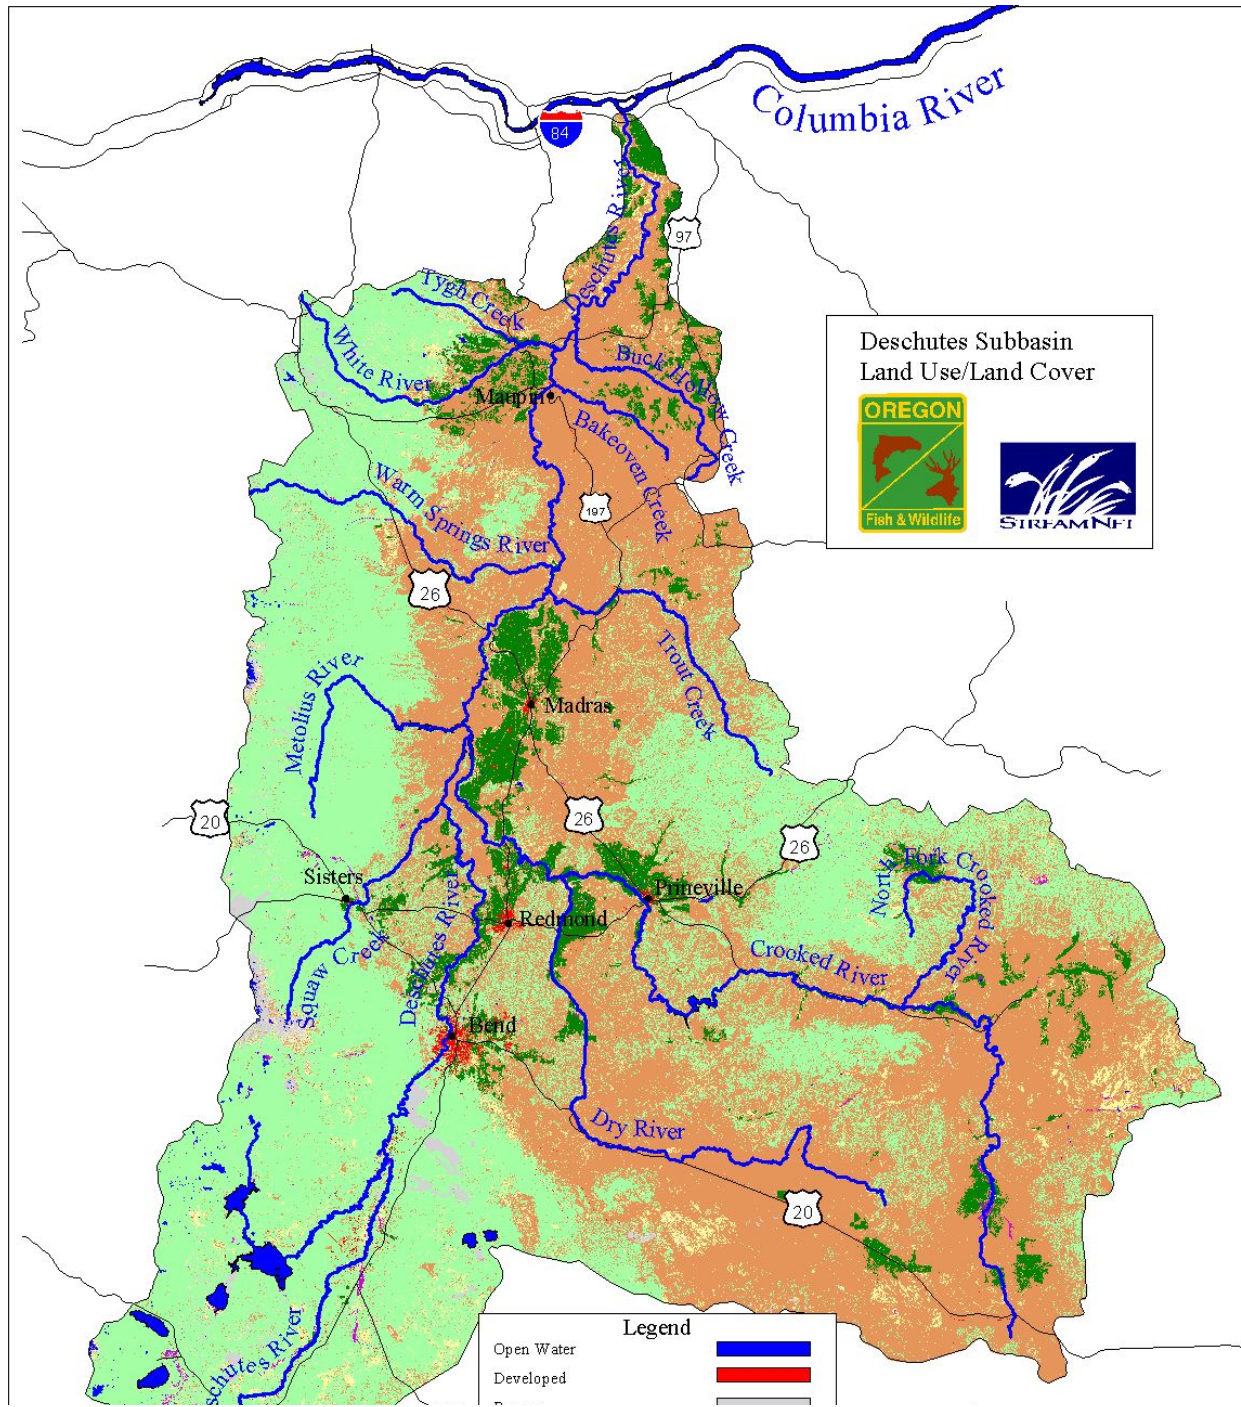 Columbia River
84
Deschutes River
97
Tygh Creek
White River
Buck Hollow Creek
Maupin
Bakeoven Creek
Deschutes Subbasin
Land Use/Land Cover
OREGON
Fish & Wildlife
STREAMNET
Warm Springs River
197
26
Trout Creek
Metolius River
Madras
20
26
26
Sisters
Prineville
North Fork Crooked River
Redmond
Deschutes River
Squaw Creek
Crooked River
Bend
Dry River
20
schutes River
Legend
Open Water
Developed